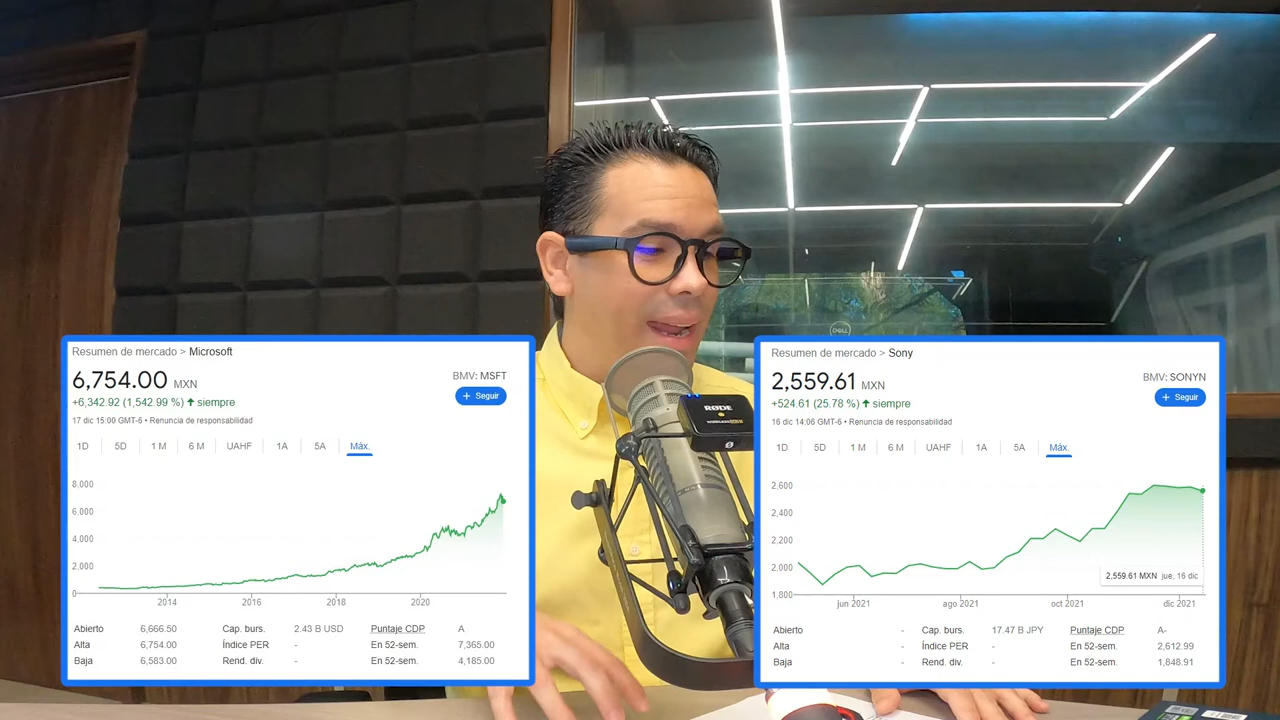 DELL
RØDE
WIRELESS
Resumen de mercado > Microsoft
6,754.00 MXN
BMV: MSFT
+6,342.92 (1,542.99 %) ↑ siempre
+ Seguir
17 dic 15:00 GMT-6 • Renuncia de responsabilidad
1D 5D 1 M 6 M UAHF 1A 5A Máx.
8,000
6,000
4,000
2,000
0
2014 2016 2018 2020
Abierto 6,666.50 Cap. burs. 2.43 B USD Puntaje CDP A
Alta 6,754.00 Índice PER - En 52-sem. 7,365.00
Baja 6,583.00 Rend. div. - En 52-sem. 4,185.00
Resumen de mercado > Sony
2,559.61 MXN
BMV: SONYN
+524.61 (25.78 %) ↑ siempre
+ Seguir
16 dic 14:06 GMT-6 • Renuncia de responsabilidad
1D 5D 1 M 6 M UAHF 1A 5A Máx.
2,600
2,400
2,200
2,000
1,800
2,559.61 MXN jue, 16 dic
jun 2021 ago 2021 oct 2021 dic 2021
Abierto - Cap. burs. 17.47 B JPY Puntaje CDP A-
Alta - Índice PER - En 52-sem. 2,612.99
Baja - Rend. div. - En 52-sem. 1,848.91